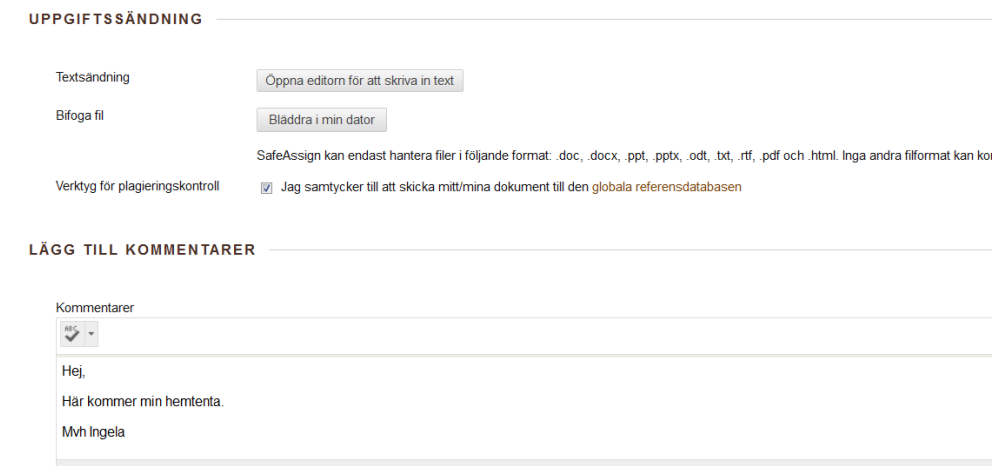 UPPGIFTSSÄNDNING
Textsändning
Öppna editorn för att skriva in text
Bifoga fil
Bläddra i min dator
SafeAssign kan endast hantera filer i följande format: .doc, .docx, .ppt, .pptx, .odt, .txt, .rtf, .pdf och .html. Inga andra filformat kan
Verktyg för plagieringskontroll
Jag samtycker till att skicka mitt/mina dokument till den globala referensdatabasen
LÄGG TILL KOMMENTARER
Kommentarer
ABC
Hej,
Här kommer min hemtenta.
Mvh Ingela